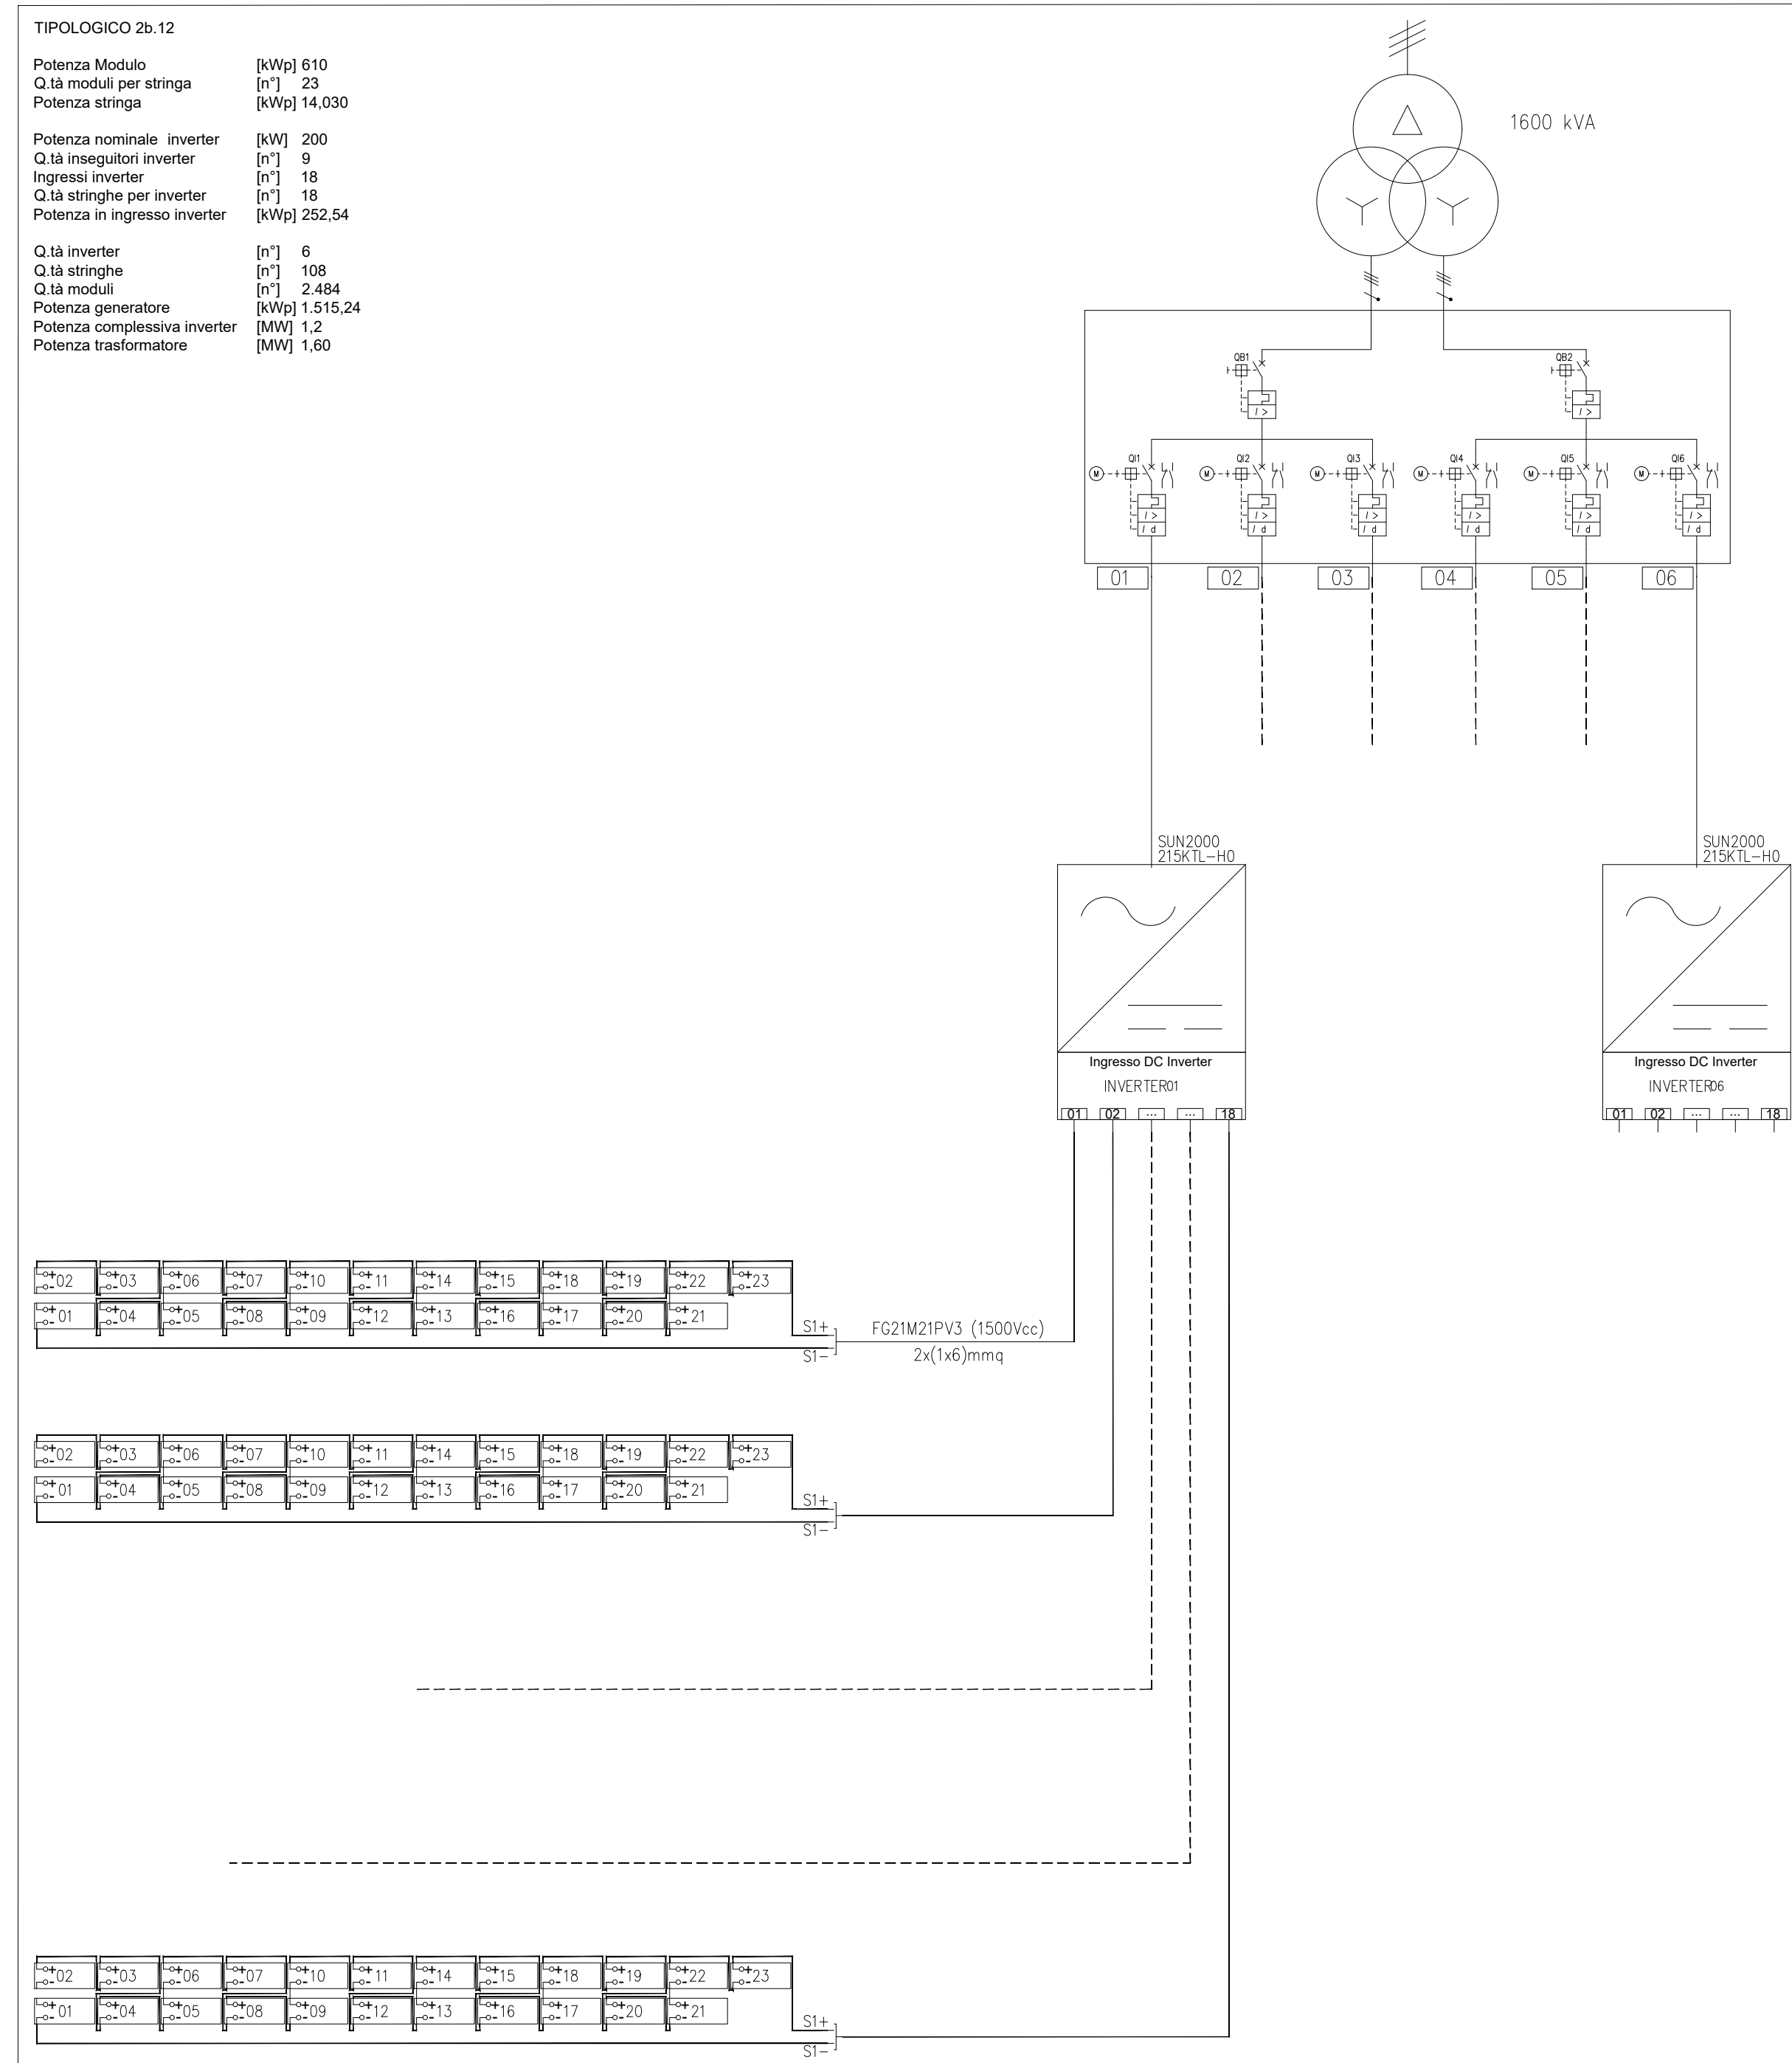 TIPOLOGICO 2b.12
Potenza Modulo [kWp] 610
Q.tà moduli per stringa [n°] 23
Potenza stringa [kWp] 14,030
Potenza nominale inverter [kW] 200
Q.tà inseguitori inverter [n°] 9
Ingressi inverter [n°] 18
Q.tà stringhe per inverter [n°] 18
Potenza in ingresso inverter [kWp] 252,54
Q.tà inverter [n°] 6
Q.tà stringhe [n°] 108
Q.tà moduli [n°] 2.484
Potenza generatore [kWp] 1.515,24
Potenza complessiva inverter [MW] 1,2
Potenza trasformatore [MW] 1,60
1600 kVA
QB1 QB2
I > I >
QI1 QI2 QI3 QI4 QI5 QI6
M M M M M M
I > I > I > I > I > I >
I d I d I d I d I d I d
01 02 03 04 05 06
SUN2000 SUN2000
215KTL-H0 215KTL-H0
Ingresso DC Inverter Ingresso DC Inverter
INVERTER01 INVERTER06
01 02 ... ... 18 01 02 ... ... 18
+02 +03 +06 +07 +10 +11 +14 +15 +18 +19 +22 +23
- - - - - - - - - - - -
+01 +04 +05 +08 +09 +12 +13 +16 +17 +20 +21
- - - - - - - - - - -
S1+ FG21M21PV3 (1500Vcc)
S1- 2x(1x6)mmq
+02 +03 +06 +07 +10 +11 +14 +15 +18 +19 +22 +23
- - - - - - - - - - - -
+01 +04 +05 +08 +09 +12 +13 +16 +17 +20 +21
- - - - - - - - - - -
S1+
S1-
+02 +03 +06 +07 +10 +11 +14 +15 +18 +19 +22 +23
- - - - - - - - - - - -
+01 +04 +05 +08 +09 +12 +13 +16 +17 +20 +21
- - - - - - - - - - -
S1+
S1-